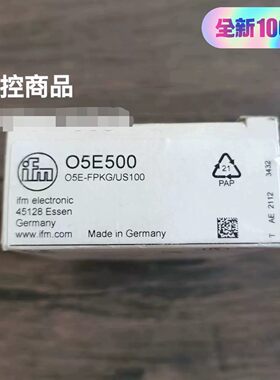 全新100
控商品
ifm
O5E500
O5E-FPKG/US100
ifm electronic
45128 Essen
Germany
www.ifm.com
Made in Germany
21
PAP
T AE 2112 3432